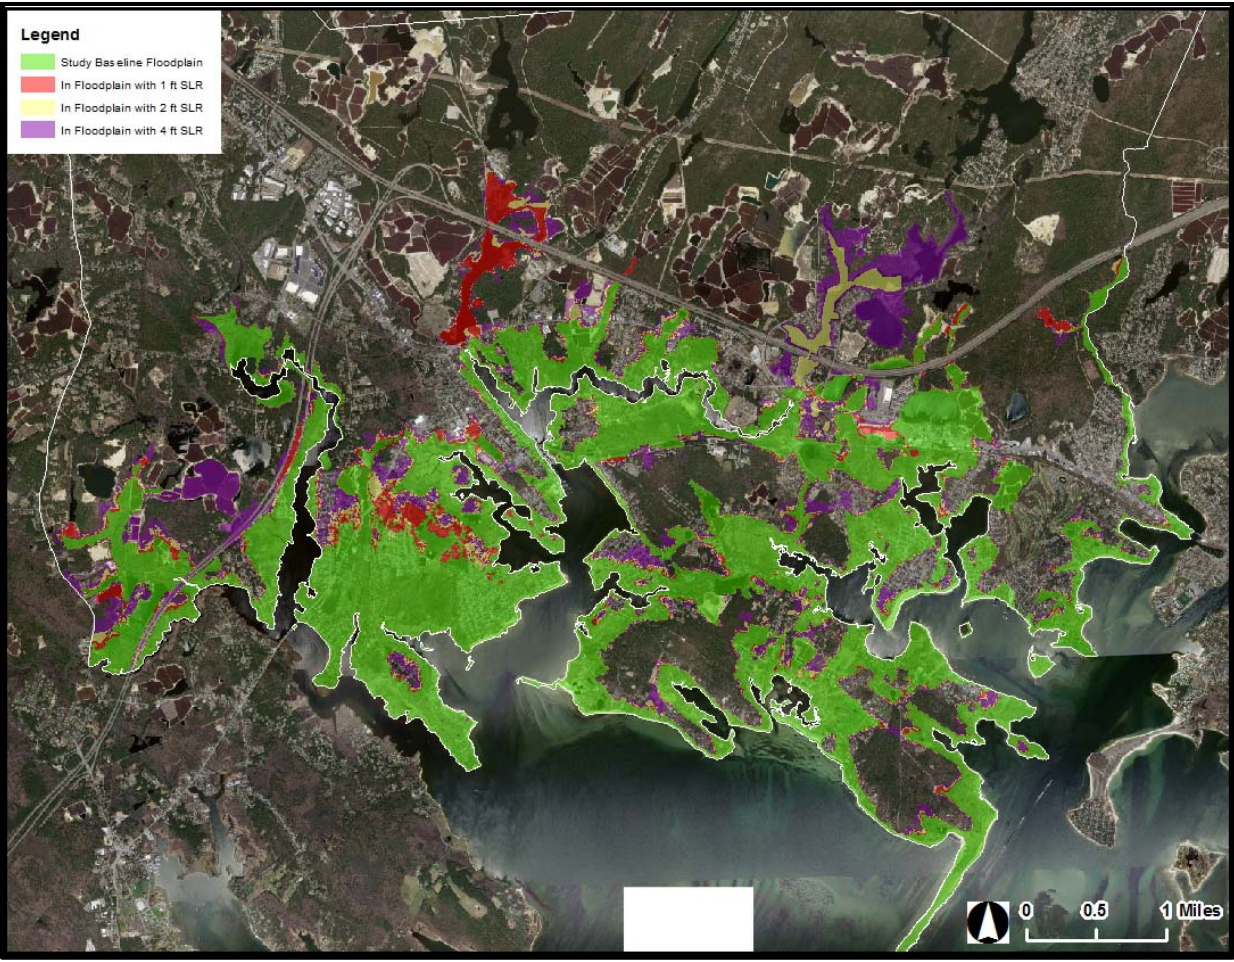 Legend
Study Baseline Floodplain
In Floodplain with 1 ft SLR
In Floodplain with 2 ft SLR
In Floodplain with 4 ft SLR
0 0.5 1 Miles